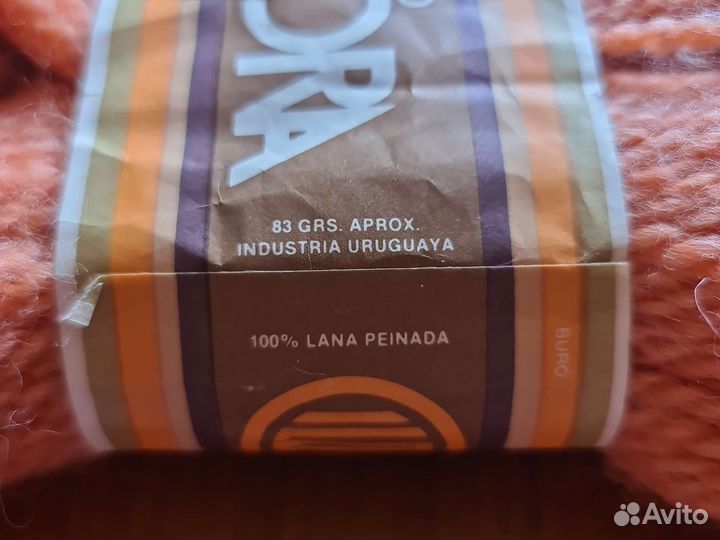 ORA
83 GRS. APROX.
INDUSTRIA URUGUAYA
100% LANA PEINADA
BURO
Avito